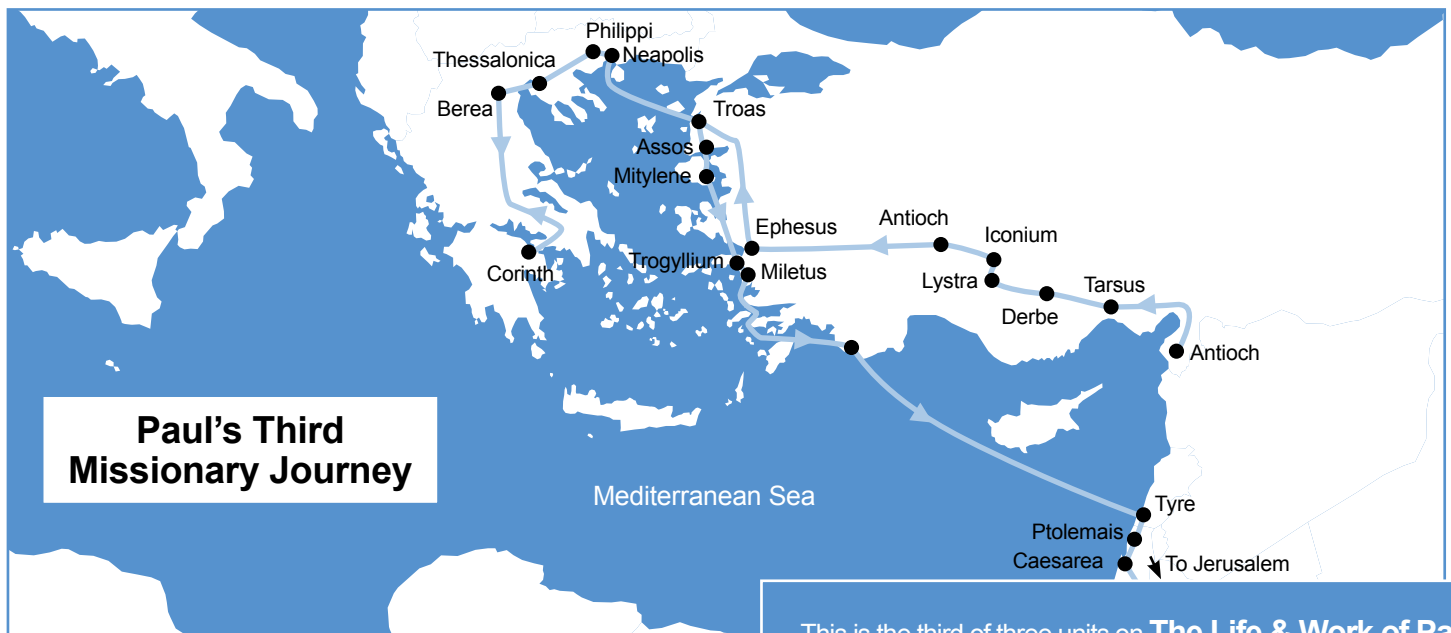 Philippi
Neapolis
Thessalonica
Berea
Troas
Assos
Mitylene
Ephesus
Antioch
Iconium
Corinth
Trogyllium
Miletus
Lystra
Tarsus
Derbe
Antioch
Paul’s Third
Missionary Journey
Mediterranean Sea
Tyre
Ptolemais
Caesarea
To Jerusalem
This is the third of three units on The Life & Work of Pa